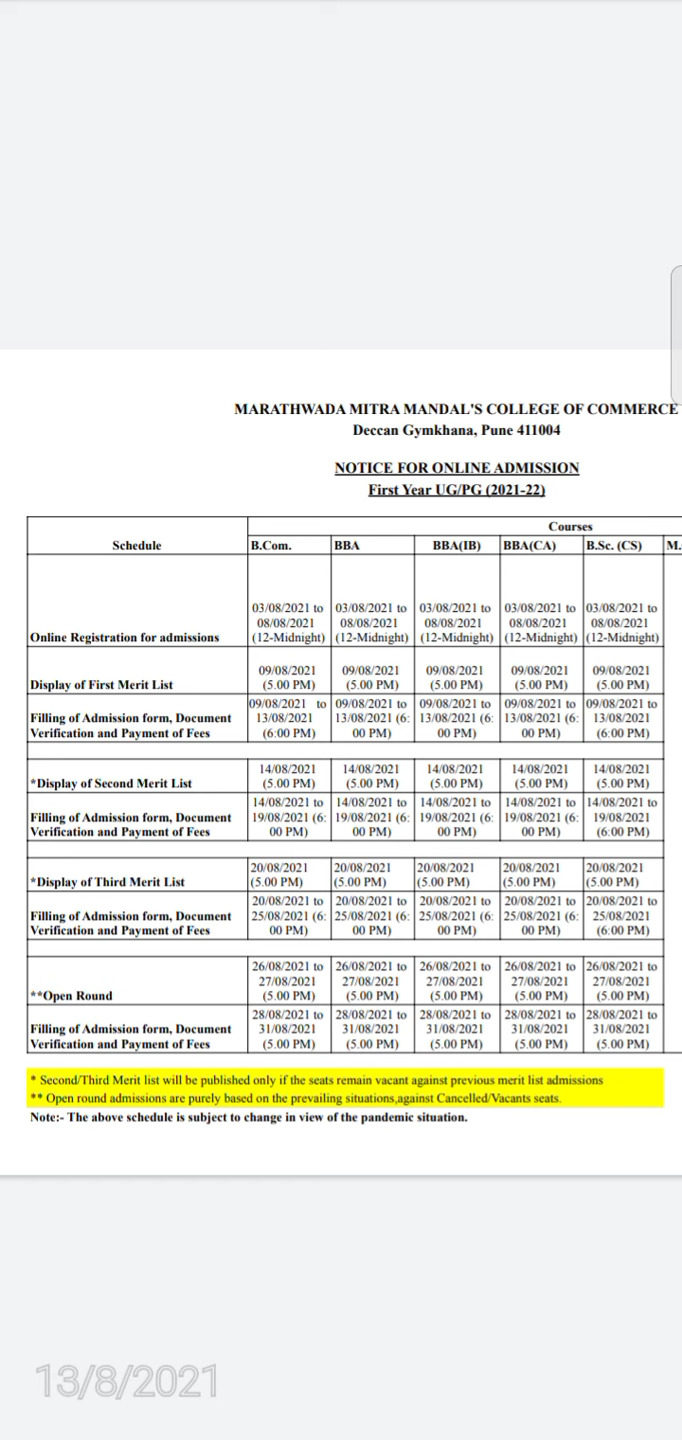 MARATHWADA MITRA MANDAL'S COLLEGE OF COMMERCE
Deccan Gymkhana, Pune 411004
NOTICE FOR ONLINE ADMISSION
First Year UG/PG (2021-22)
Courses
Schedule B.Com. BBA BBA(IB) BBA(CA) B.Sc. (CS) M.
03/08/2021 to 03/08/2021 to 03/08/2021 to 03/08/2021 to 03/08/2021 to
08/08/2021 08/08/2021 08/08/2021 08/08/2021 08/08/2021
Online Registration for admissions (12-Midnight) (12-Midnight) (12-Midnight) (12-Midnight) (12-Midnight)
09/08/2021 09/08/2021 09/08/2021 09/08/2021 09/08/2021
Display of First Merit List (5.00 PM) (5.00 PM) (5.00 PM) (5.00 PM) (5.00 PM)
09/08/2021 to 09/08/2021 to 09/08/2021 to 09/08/2021 to 09/08/2021 to
Filling of Admission form, Document 13/08/2021 13/08/2021 (6: 13/08/2021 (6: 13/08/2021 (6: 13/08/2021
Verification and Payment of Fees (6:00 PM) 00 PM) 00 PM) 00 PM) (6:00 PM)
14/08/2021 14/08/2021 14/08/2021 14/08/2021 14/08/2021
*Display of Second Merit List (5.00 PM) (5.00 PM) (5.00 PM) (5.00 PM) (5.00 PM)
14/08/2021 to 14/08/2021 to 14/08/2021 to 14/08/2021 to 14/08/2021 to
Filling of Admission form, Document 19/08/2021 (6: 19/08/2021 (6: 19/08/2021 (6: 19/08/2021 (6: 19/08/2021
Verification and Payment of Fees 00 PM) 00 PM) 00 PM) 00 PM) (6:00 PM)
20/08/2021 20/08/2021 20/08/2021 20/08/2021 20/08/2021
*Display of Third Merit List (5.00 PM) (5.00 PM) (5.00 PM) (5.00 PM) (5.00 PM)
20/08/2021 to 20/08/2021 to 20/08/2021 to 20/08/2021 to 20/08/2021 to
Filling of Admission form, Document 25/08/2021 (6: 25/08/2021 (6: 25/08/2021 (6: 25/08/2021 (6: 25/08/2021
Verification and Payment of Fees 00 PM) 00 PM) 00 PM) 00 PM) (6:00 PM)
26/08/2021 to 26/08/2021 to 26/08/2021 to 26/08/2021 to 26/08/2021 to
27/08/2021 27/08/2021 27/08/2021 27/08/2021 27/08/2021
**Open Round (5.00 PM) (5.00 PM) (5.00 PM) (5.00 PM) (5.00 PM)
28/08/2021 to 28/08/2021 to 28/08/2021 to 28/08/2021 to 28/08/2021 to
Filling of Admission form, Document 31/08/2021 31/08/2021 31/08/2021 31/08/2021 31/08/2021
Verification and Payment of Fees (5.00 PM) (5.00 PM) (5.00 PM) (5.00 PM) (5.00 PM)
* Second/Third Merit list will be published only if the seats remain vacant against previous merit list admissions
** Open round admissions are purely based on the prevailing situations,against Cancelled/Vacants seats.
Note:- The above schedule is subject to change in view of the pandemic situation.
13/8/2021